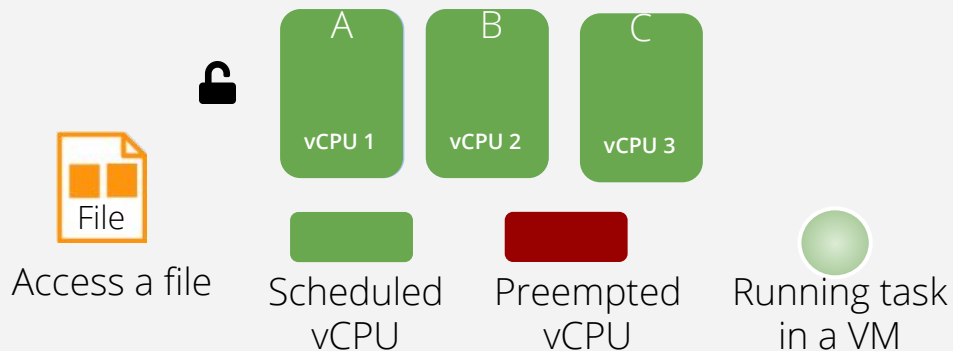 A
B
C
vCPU 1
vCPU 2
vCPU 3
File
Access a file
Scheduled
vCPU
Preempted
vCPU
Running task
in a VM